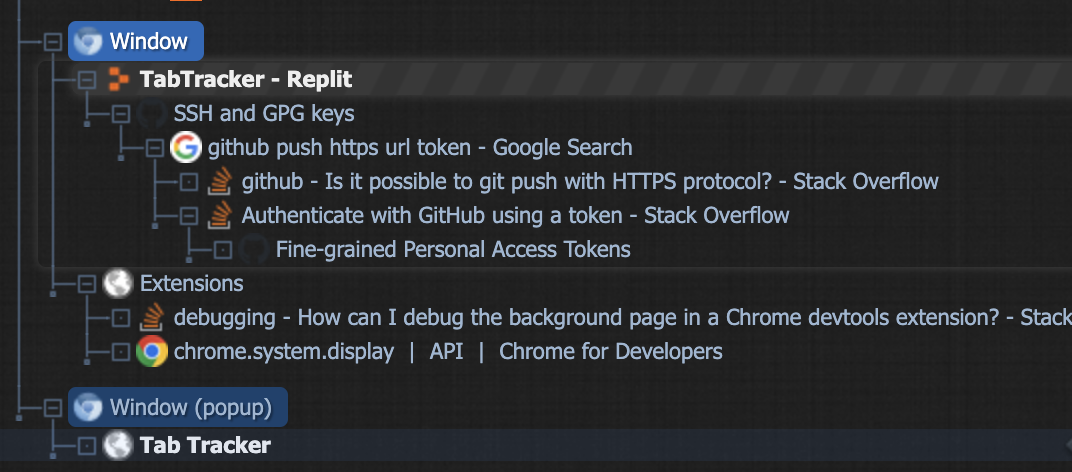 Window
TabTracker - Replit
SSH and GPG keys
github push https url token - Google Search
github - Is it possible to git push with HTTPS protocol? - Stack Overflow
Authenticate with GitHub using a token - Stack Overflow
Fine-grained Personal Access Tokens
Extensions
debugging - How can I debug the background page in a Chrome devtools extension? - Stack
chrome.system.display | API | Chrome for Developers
Window (popup)
Tab Tracker